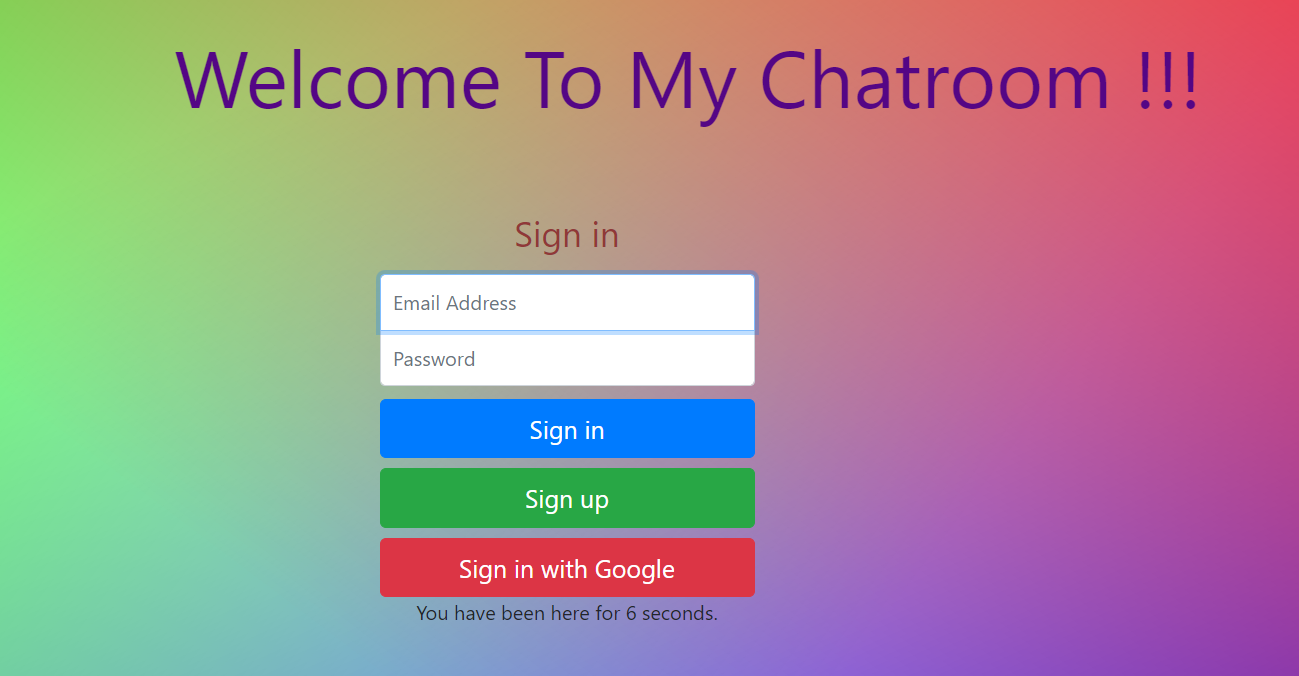 Welcome To My Chatroom !!!
Sign in
Email Address
Password
Sign in
Sign up
Sign in with Google
You have been here for 6 seconds.